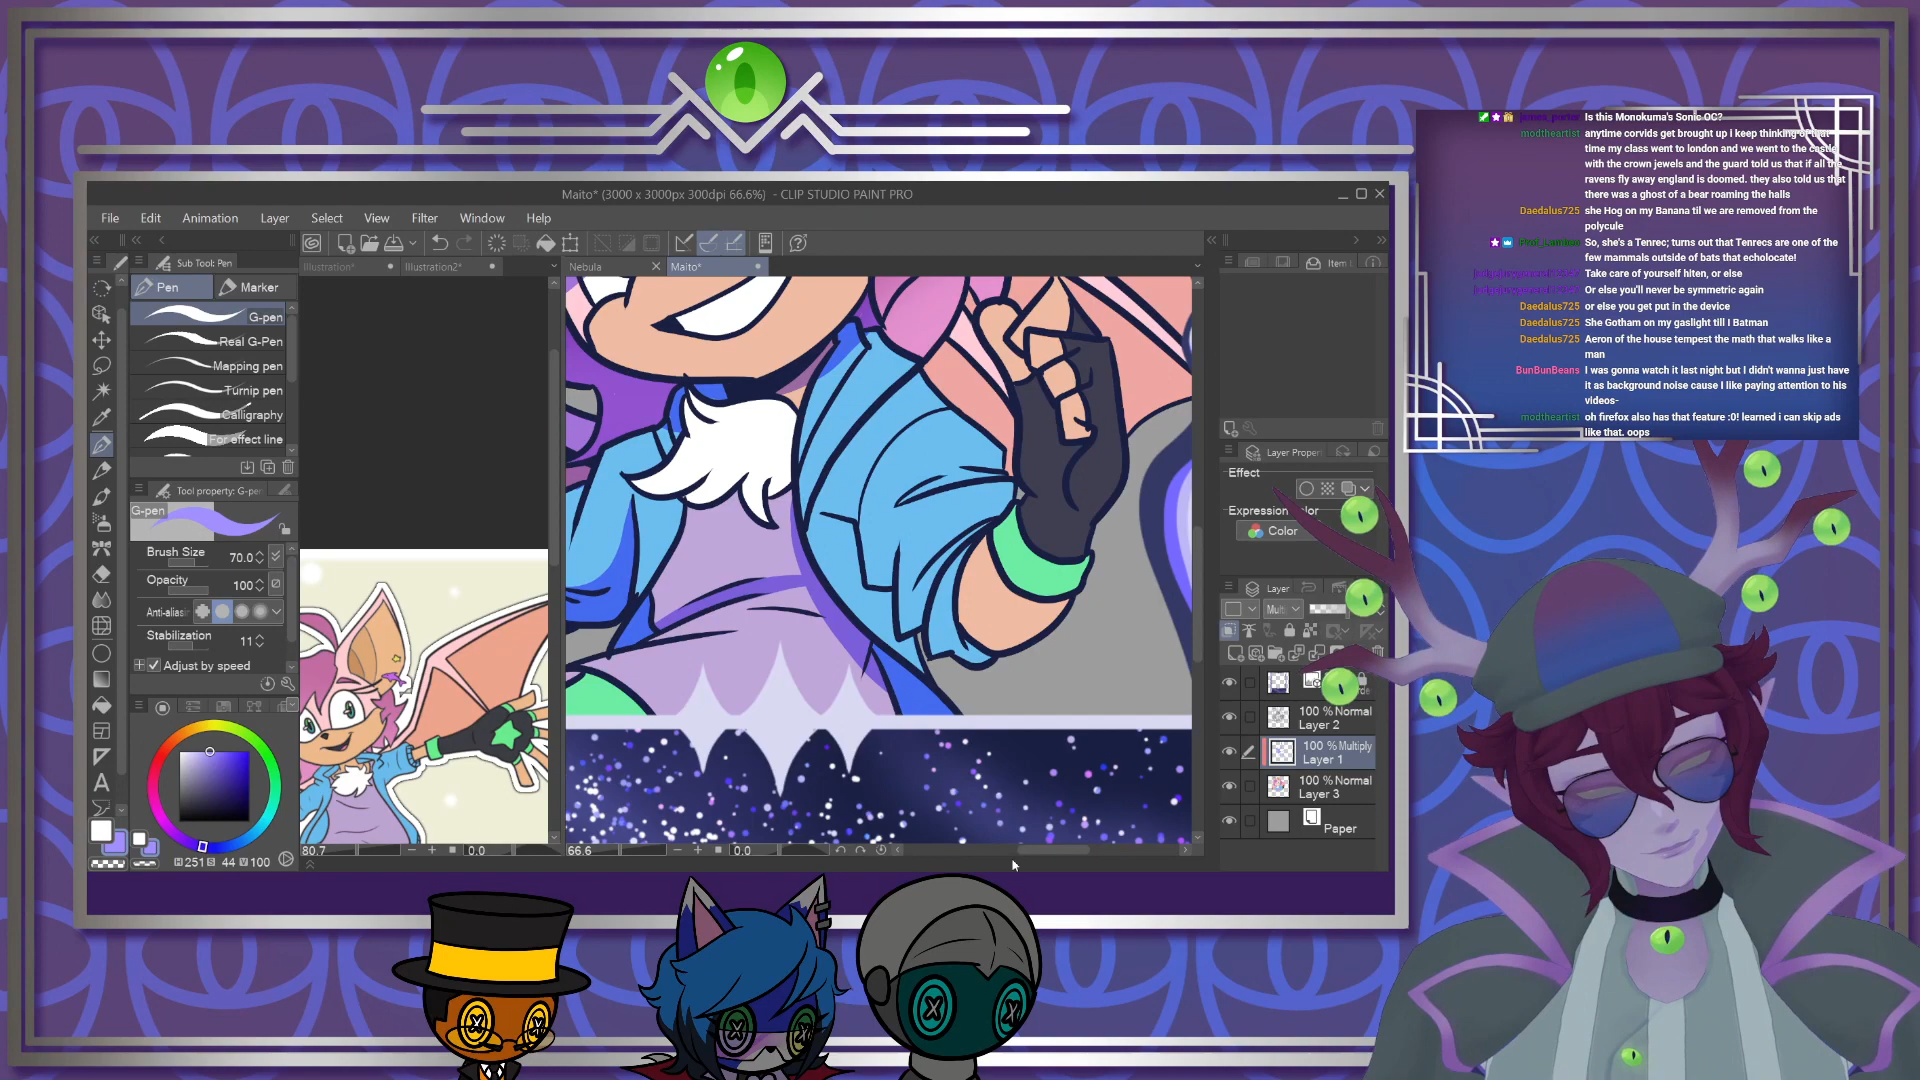 Maito* (3000 x 3000px 300dpi 66.6%) - CLIP STUDIO PAINT PRO
File Edit Animation Layer Select View Filter Window Help
Sub Tool: Pen
Illustration* Illustration2* Nebula Maito*
Item
Pen Marker
G-pen
Real G-Pen
Mapping pen
Turnip pen
Calligraphy
For effect line
Tool property: G-pen
G-pen
Brush Size 70.0
Opacity 100
Anti-aliasi
Stabilization 11
Adjust by speed
H 251 S 44 V 100
80.7 0.0
66.6 0.0
Layer Proper
Effect
Expression color
Color
Layer
Multi
100 % Normal
Layer 2
100 % Multiply
Layer 1
100 % Normal
Layer 3
Paper
A
Is this Monokuma's Sonic OC?
modtheartist anytime corvids get brought up i keep thinking of that
time my class went to london and we went to the castle
with the crown jewels and the guard told us that if all the
ravens fly away england is doomed. they also told us that
there was a ghost of a bear roaming the halls
Daedalus725 she Hog on my Banana til we are removed from the
polycule
So, she's a Tenrec; turns out that Tenrecs are one of the
few mammals outside of bats that echolocate!
Take care of yourself hiten, or else
Or else you'll never be symmetric again
Daedalus725 or else you get put in the device
Daedalus725 She Gotham on my gaslight till I Batman
Daedalus725 Aeron of the house tempest the math that walks like a
man
BunBunBeans I was gonna watch it last night but I didn't wanna just have
it as background noise cause I like paying attention to his
videos-
modtheartist oh firefox also has that feature :0! learned i can skip ads
like that. oops